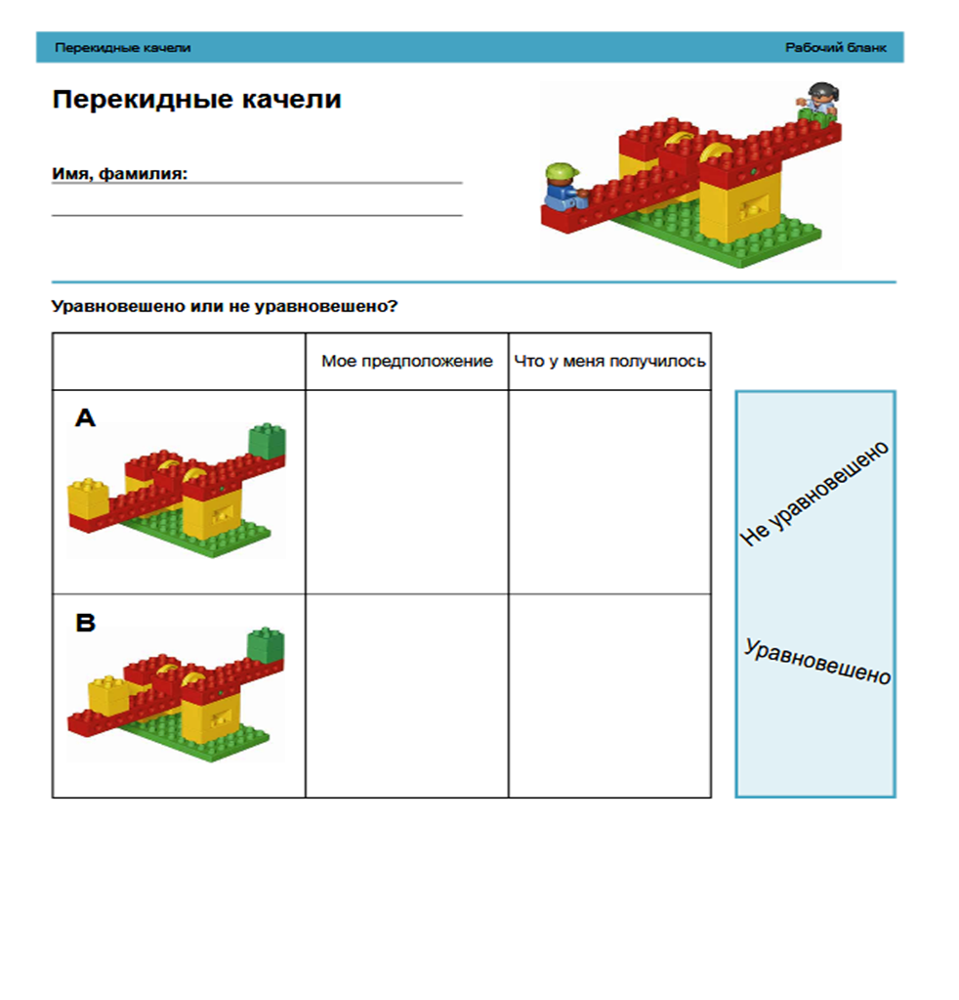 Перекидные качели Рабочий бланк
Перекидные качели
Имя, фамилия:
Уравновешено или не уравновешено?
Мое предположение Что у меня получилось
A
B
Не уравновешено
Уравновешено